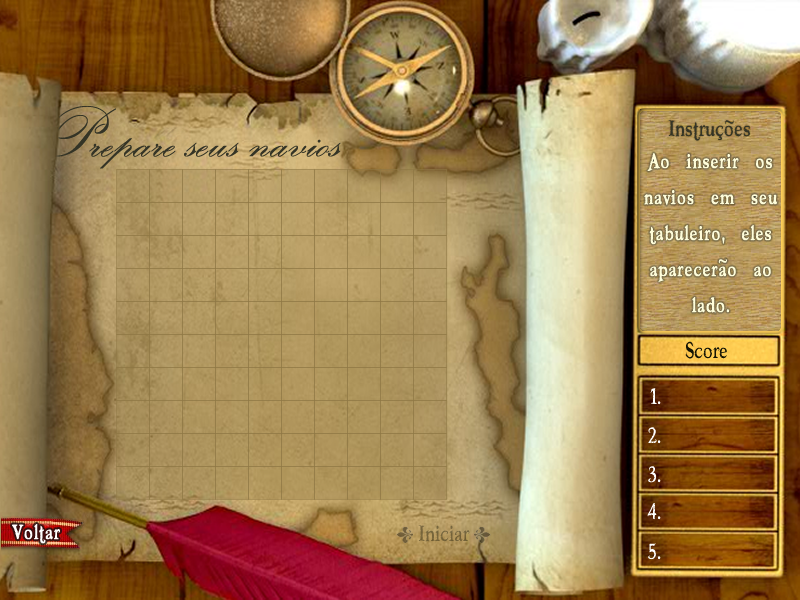 Prepare seus navios
Instruções
Ao inserir os
navios em seu
tabuleiro, eles
aparecerão ao
lado.
Score
1.
2.
3.
4.
5.
Voltar
Iniciar
W
N
E
S